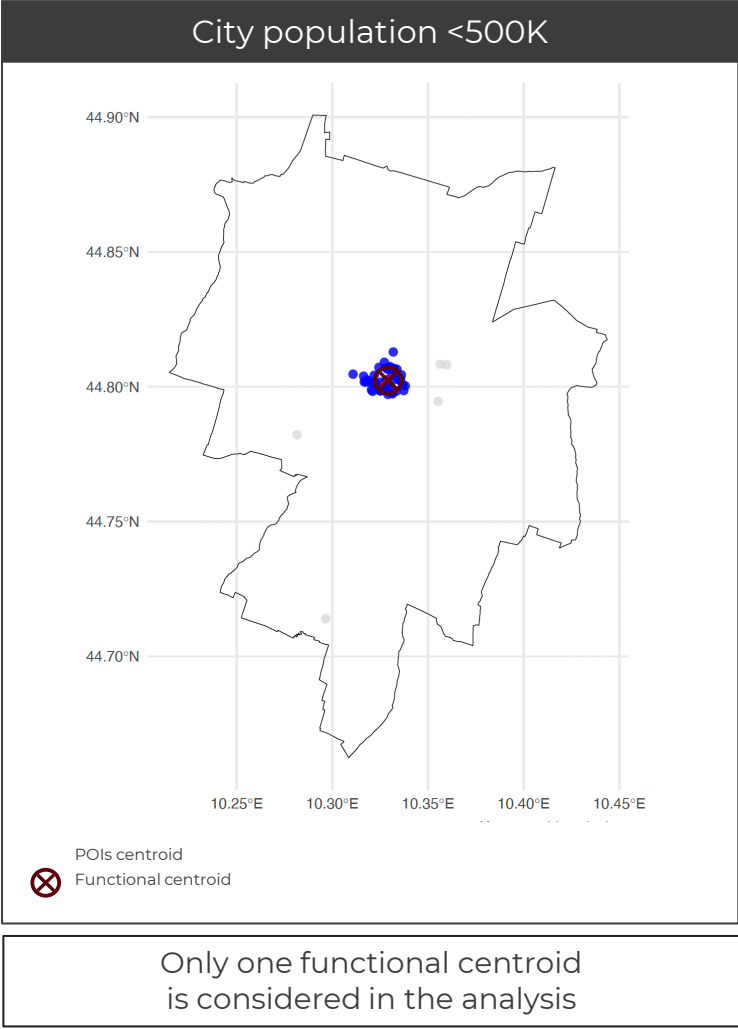 City population <500K
44.90°N
44.85°N
44.80°N
44.75°N
44.70°N
10.25°E 10.30°E 10.35°E 10.40°E 10.45°E
POIs centroid
Functional centroid
Only one functional centroid
is considered in the analysis